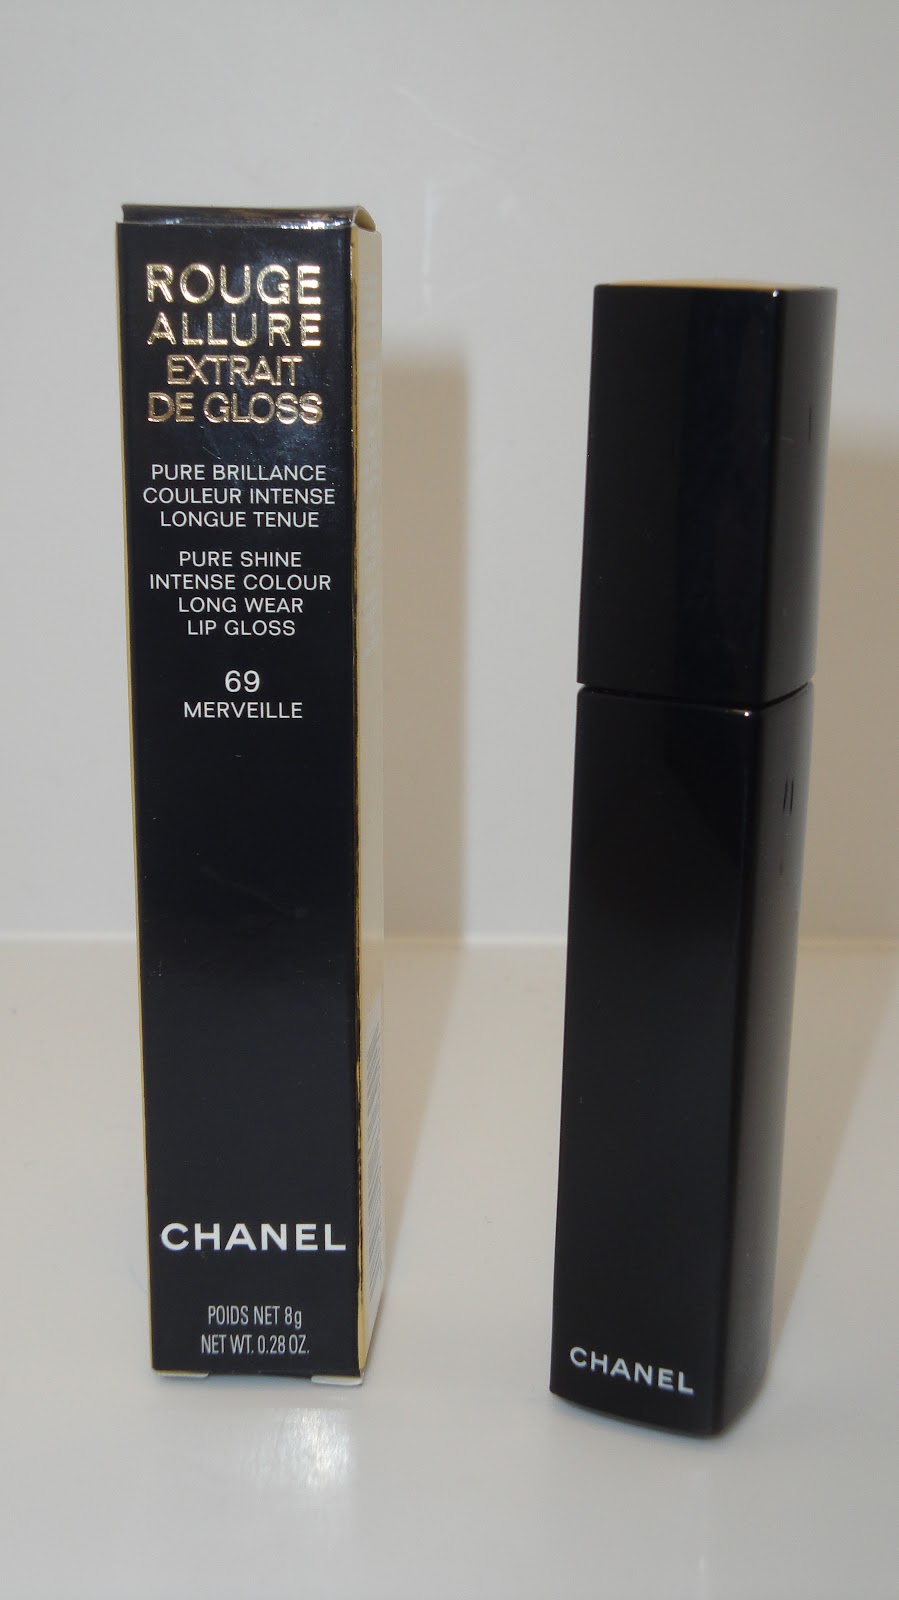 ROUGE
ALLURE
EXTRAIT
DE GLOSS
PURE BRILLANCE
COULEUR INTENSE
LONGUE TENUE
PURE SHINE
INTENSE COLOUR
LONG WEAR
LIP GLOSS
69
MERVEILLE
CHANEL
POIDS NET 8g
NET WT. 0.28 OZ.
CHANEL